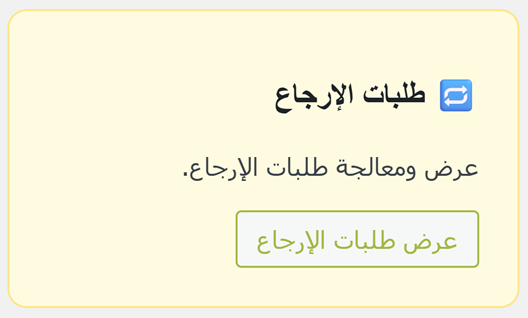 🔁 طلبات الإرجاع
عرض ومعالجة طلبات الإرجاع.
عرض طلبات الإرجاع